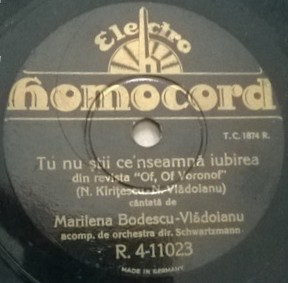 Electro
homocord
T. C. 1874 R.
Tu nu știi ce'nseamnă iubirea
din revista "Of, Of Voronof"
(N. Kirițescu-N. Vlădoianu)
cântată de
Marilena Bodescu-Vlădoianu
acomp. de orchestra dir. Schwartzmann
R. 4-11023
MADE IN GERMANY